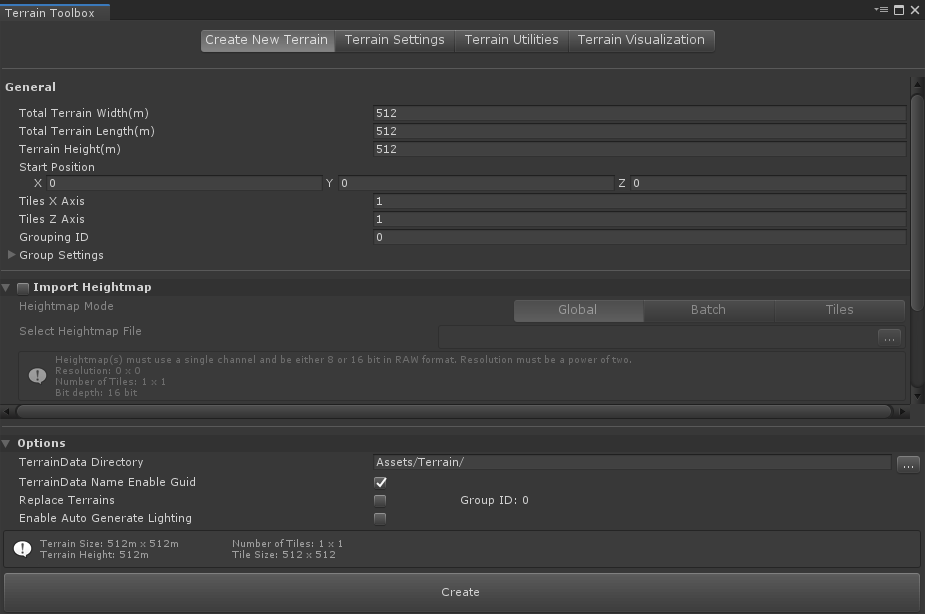 Terrain Toolbox
Create New Terrain Terrain Settings Terrain Utilities Terrain Visualization
General
Total Terrain Width(m) 512
Total Terrain Length(m) 512
Terrain Height(m) 512
Start Position
X 0 Y 0 Z 0
Tiles X Axis 1
Tiles Z Axis 1
Grouping ID 0
Group Settings
Import Heightmap
Heightmap Mode Global Batch Tiles
Select Heightmap File ...
Heightmap(s) must use a single channel and be either 8 or 16 bit in RAW format. Resolution must be a power of two.
Resolution: 0 x 0
Number of Tiles: 1 x 1
Bit depth: 16 bit
Options
TerrainData Directory Assets/Terrain/ ...
TerrainData Name Enable Guid
Replace Terrains Group ID: 0
Enable Auto Generate Lighting
Terrain Size: 512m x 512m Number of Tiles: 1 x 1
Terrain Height: 512m Tile Size: 512 x 512
Create